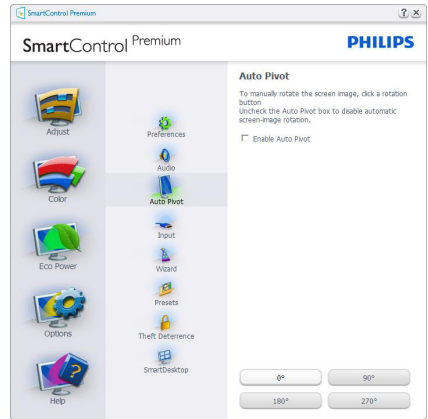 SmartControl Premium
SmartControl Premium
PHILIPS
Adjust
Color
Eco Power
Options
Help
Preferences
Audio
Auto Pivot
Input
Wizard
Presets
Theft Deterrence
SmartDesktop
Auto Pivot
To manually rotate the screen image, click a rotation
button
Uncheck the Auto Pivot box to disable automatic
screen-image rotation.
Enable Auto Pivot
0°
90°
180°
270°